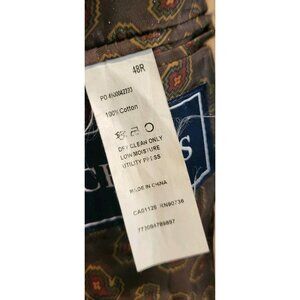 48R
100% Cotton
DRY CLEAN ONLY
LOW MOISTURE
UTILITY PRESS
MADE IN CHINA
CA01128 RN90736